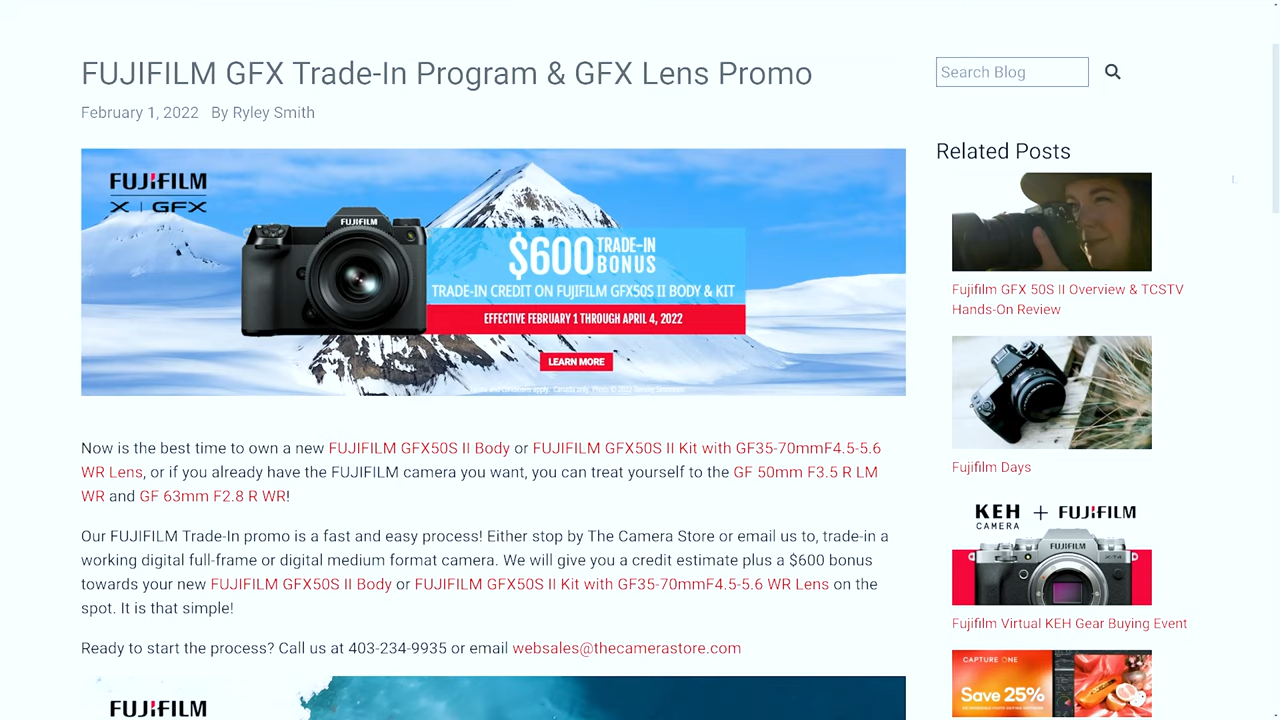 FUJIFILM GFX Trade-In Program & GFX Lens Promo
February 1, 2022 By Ryley Smith
FUJIFILM
X | GFX
FUJIFILM
$600 TRADE-IN BONUS
TRADE-IN CREDIT ON FUJIFILM GFX50S II BODY & KIT
EFFECTIVE FEBRUARY 1 THROUGH APRIL 4, 2022
LEARN MORE
and conditions apply. Canada only. Photo © 2022
Now is the best time to own a new FUJIFILM GFX50S II Body or FUJIFILM GFX50S II Kit with GF35-70mmF4.5-5.6
WR Lens, or if you already have the FUJIFILM camera you want, you can treat yourself to the GF 50mm F3.5 R LM
WR and GF 63mm F2.8 R WR!
Our FUJIFILM Trade-In promo is a fast and easy process! Either stop by The Camera Store or email us to, trade-in a
working digital full-frame or digital medium format camera. We will give you a credit estimate plus a $600 bonus
towards your new FUJIFILM GFX50S II Body or FUJIFILM GFX50S II Kit with GF35-70mmF4.5-5.6 WR Lens on the
spot. It is that simple!
Ready to start the process? Call us at 403-234-9935 or email websales@thecamerastore.com
FUJIFILM
Search Blog
Related Posts
Fujifilm GFX 50S II Overview & TCSTV
Hands-On Review
Fujifilm Days
KEH CAMERA + FUJIFILM
FUJIFILM
X-T4
Fujifilm Virtual KEH Gear Buying Event
CAPTURE ONE
Save 25%